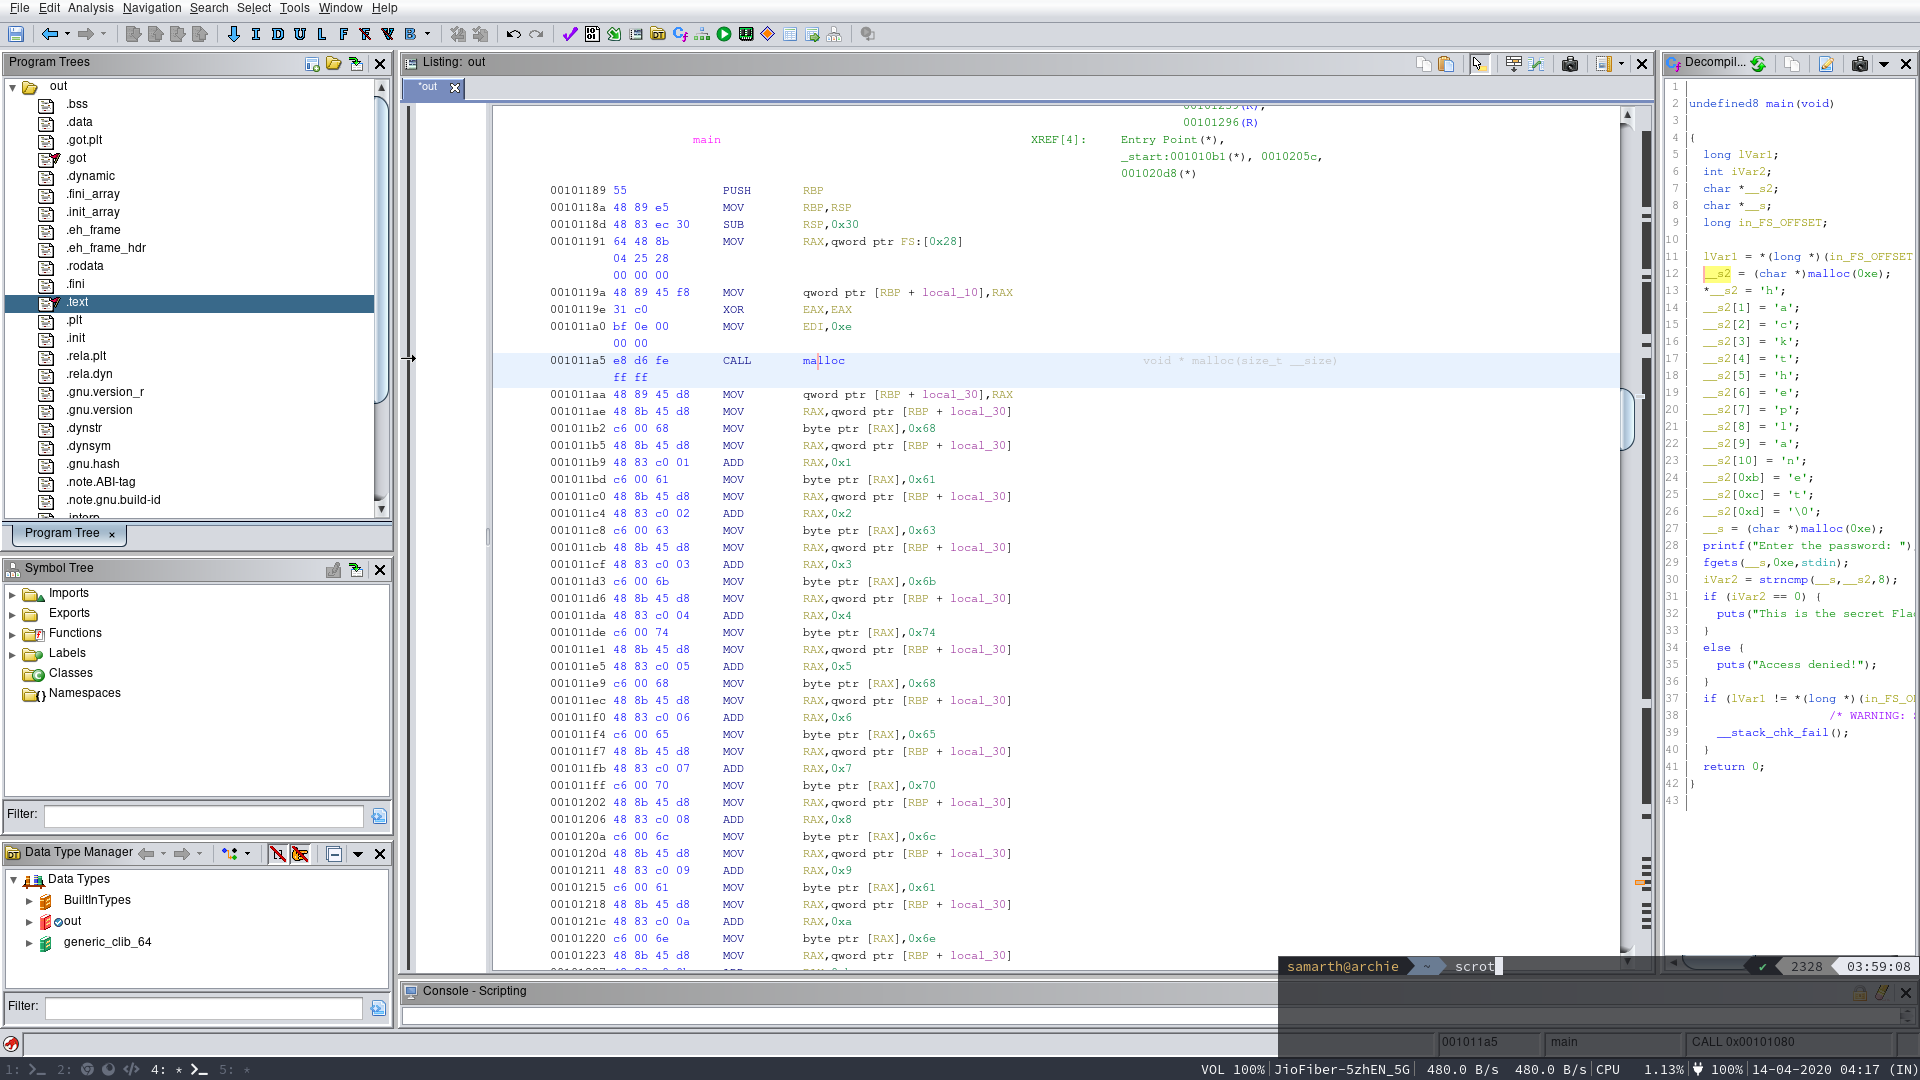 File Edit Analysis Navigation Search Select Tools Window Help
I D U L F B
Program Trees
out
.bss
.data
.got.plt
.got
.dynamic
.fini_array
.init_array
.eh_frame
.eh_frame_hdr
.rodata
.fini
.text
.plt
.init
.rela.plt
.rela.dyn
.gnu.version_r
.gnu.version
.dynstr
.dynsym
.gnu.hash
.note.ABI-tag
.note.gnu.build-id
.interp
Program Tree ×
Symbol Tree
Imports
Exports
Functions
Labels
Classes
Namespaces
Filter:
Data Type Manager
Data Types
BuiltInTypes
out
generic_clib_64
Filter:
Listing: out
*out
00101296(R)
main XREF[4]: Entry Point(*),
_start:001010b1(*), 0010205c,
001020d8(*)
00101189 55 PUSH RBP
0010118a 48 89 e5 MOV RBP,RSP
0010118d 48 83 ec 30 SUB RSP,0x30
00101191 64 48 8b MOV RAX,qword ptr FS:[0x28]
04 25 28
00 00 00
0010119a 48 89 45 f8 MOV qword ptr [RBP + local_10],RAX
0010119e 31 c0 XOR EAX,EAX
001011a0 bf 0e 00 MOV EDI,0xe
00 00
001011a5 e8 d6 fe CALL malloc void * malloc(size_t __size)
ff ff
001011aa 48 89 45 d8 MOV qword ptr [RBP + local_30],RAX
001011ae 48 8b 45 d8 MOV RAX,qword ptr [RBP + local_30]
001011b2 c6 00 68 MOV byte ptr [RAX],0x68
001011b5 48 8b 45 d8 MOV RAX,qword ptr [RBP + local_30]
001011b9 48 83 c0 01 ADD RAX,0x1
001011bd c6 00 61 MOV byte ptr [RAX],0x61
001011c0 48 8b 45 d8 MOV RAX,qword ptr [RBP + local_30]
001011c4 48 83 c0 02 ADD RAX,0x2
001011c8 c6 00 63 MOV byte ptr [RAX],0x63
001011cb 48 8b 45 d8 MOV RAX,qword ptr [RBP + local_30]
001011cf 48 83 c0 03 ADD RAX,0x3
001011d3 c6 00 6b MOV byte ptr [RAX],0x6b
001011d6 48 8b 45 d8 MOV RAX,qword ptr [RBP + local_30]
001011da 48 83 c0 04 ADD RAX,0x4
001011de c6 00 74 MOV byte ptr [RAX],0x74
001011e1 48 8b 45 d8 MOV RAX,qword ptr [RBP + local_30]
001011e5 48 83 c0 05 ADD RAX,0x5
001011e9 c6 00 68 MOV byte ptr [RAX],0x68
001011ec 48 8b 45 d8 MOV RAX,qword ptr [RBP + local_30]
001011f0 48 83 c0 06 ADD RAX,0x6
001011f4 c6 00 65 MOV byte ptr [RAX],0x65
001011f7 48 8b 45 d8 MOV RAX,qword ptr [RBP + local_30]
001011fb 48 83 c0 07 ADD RAX,0x7
001011ff c6 00 70 MOV byte ptr [RAX],0x70
00101202 48 8b 45 d8 MOV RAX,qword ptr [RBP + local_30]
00101206 48 83 c0 08 ADD RAX,0x8
0010120a c6 00 6c MOV byte ptr [RAX],0x6c
0010120d 48 8b 45 d8 MOV RAX,qword ptr [RBP + local_30]
00101211 48 83 c0 09 ADD RAX,0x9
00101215 c6 00 61 MOV byte ptr [RAX],0x61
00101218 48 8b 45 d8 MOV RAX,qword ptr [RBP + local_30]
0010121c 48 83 c0 0a ADD RAX,0xa
00101220 c6 00 6e MOV byte ptr [RAX],0x6e
00101223 48 8b 45 d8 MOV RAX,qword ptr [RBP + local_30]
Console - Scripting
Decompil...
1
2 undefined8 main(void)
3
4 {
5 long lVar1;
6 int iVar2;
7 char *__s2;
8 char *__s;
9 long in_FS_OFFSET;
10
11 lVar1 = *(long *)(in_FS_OFFSET
12 __s2 = (char *)malloc(0xe);
13 *__s2 = 'h';
14 __s2[1] = 'a';
15 __s2[2] = 'c';
16 __s2[3] = 'k';
17 __s2[4] = 't';
18 __s2[5] = 'h';
19 __s2[6] = 'e';
20 __s2[7] = 'p';
21 __s2[8] = 'l';
22 __s2[9] = 'a';
23 __s2[10] = 'n';
24 __s2[0xb] = 'e';
25 __s2[0xc] = 't';
26 __s2[0xd] = '\0';
27 __s = (char *)malloc(0xe);
28 printf("Enter the password: ")
29 fgets(__s,0xe,stdin);
30 iVar2 = strncmp(__s,__s2,8);
31 if (iVar2 == 0) {
32 puts("This is the secret Fla
33 }
34 else {
35 puts("Access denied!");
36 }
37 if (lVar1 != *(long *)(in_FS_O
38 /* WARNING:
39 __stack_chk_fail();
40 }
41 return 0;
42 }
43
samarth@archie ~ scrot ✓ 2328 03:59:08
001011a5 main CALL 0x00101080
1: 2: 4: * 5: *
VOL 100% JioFiber-5zhEN_5G 480.0 B/s 480.0 B/s CPU 1.13% 100% 14-04-2020 04:17 (IN)